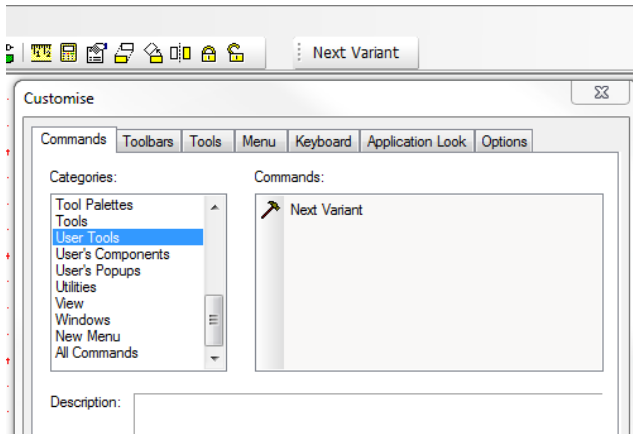 Next Variant
Customise
Commands Toolbars Tools Menu Keyboard Application Look Options
Categories:
Commands:
Tool Palettes
Tools
User Tools
User's Components
User's Popups
Utilities
View
Windows
New Menu
All Commands
Next Variant
Description: